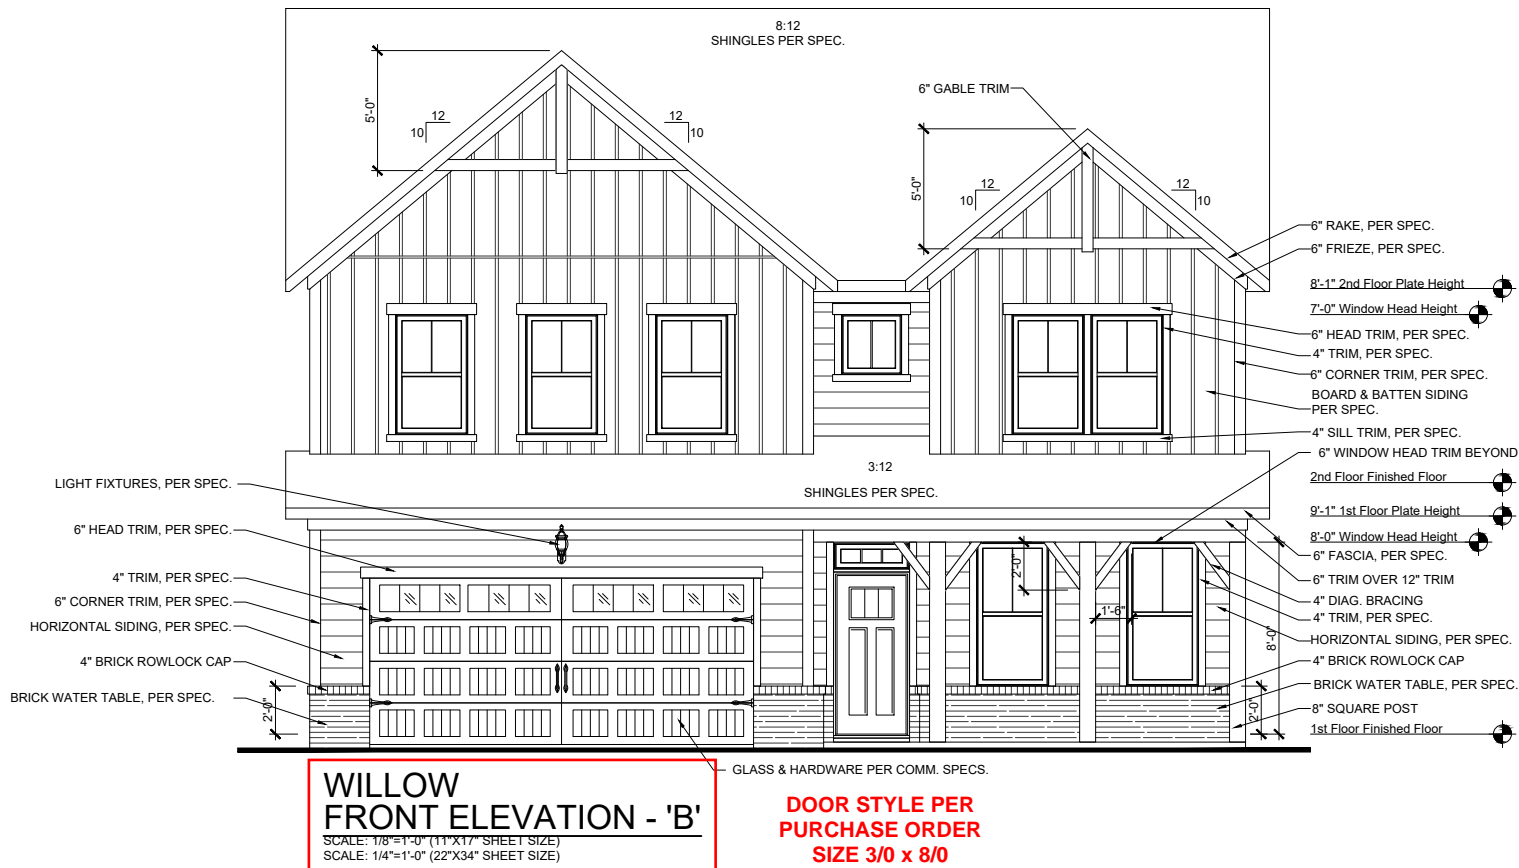 8:12
SHINGLES PER SPEC.
5'-0"
12
10
12
10
6" GABLE TRIM
5'-0"
12
10
12
10
6" RAKE, PER SPEC.
6" FRIEZE, PER SPEC.
8'-1" 2nd Floor Plate Height
7'-0" Window Head Height
6" HEAD TRIM, PER SPEC.
4" TRIM, PER SPEC.
6" CORNER TRIM, PER SPEC.
BOARD & BATTEN SIDING
PER SPEC.
4" SILL TRIM, PER SPEC.
6" WINDOW HEAD TRIM BEYOND
3:12
SHINGLES PER SPEC.
2nd Floor Finished Floor
9'-1" 1st Floor Plate Height
8'-0" Window Head Height
6" FASCIA, PER SPEC.
6" TRIM OVER 12" TRIM
4" DIAG. BRACING
4" TRIM, PER SPEC.
HORIZONTAL SIDING, PER SPEC.
4" BRICK ROWLOCK CAP
BRICK WATER TABLE, PER SPEC.
8" SQUARE POST
1st Floor Finished Floor
LIGHT FIXTURES, PER SPEC.
6" HEAD TRIM, PER SPEC.
4" TRIM, PER SPEC.
6" CORNER TRIM, PER SPEC.
HORIZONTAL SIDING, PER SPEC.
4" BRICK ROWLOCK CAP
BRICK WATER TABLE, PER SPEC.
2'-0"
2'-0"
1'-6"
8'-0"
2'-0"
GLASS & HARDWARE PER COMM. SPECS.
WILLOW
FRONT ELEVATION - 'B'
SCALE: 1/8"=1'-0" (11"X17" SHEET SIZE)
SCALE: 1/4"=1'-0" (22"X34" SHEET SIZE)
DOOR STYLE PER
PURCHASE ORDER
SIZE 3/0 x 8/0